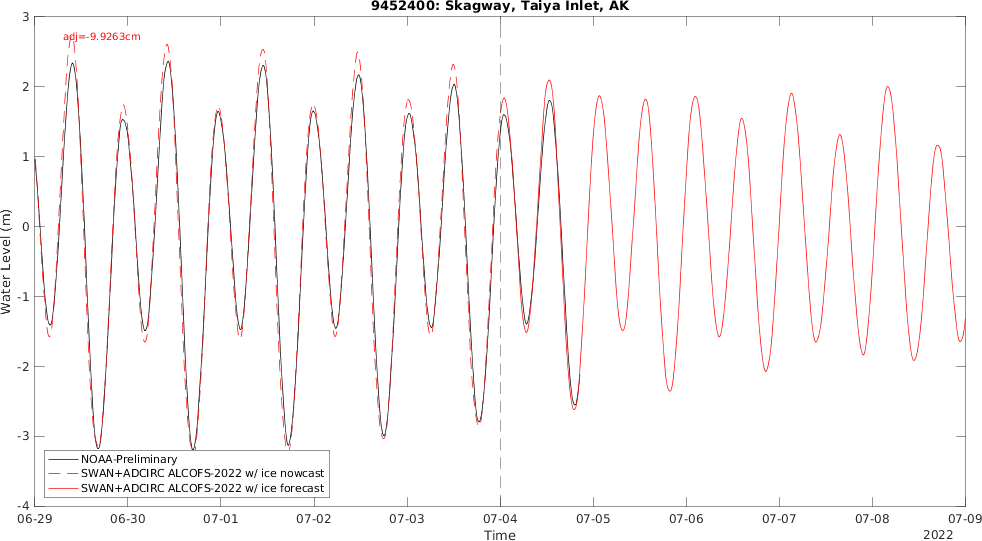 9452400: Skagway, Taiya Inlet, AK
adj=-9.9263cm
3
2
1
0
-1
-2
-3
-4
Water Level (m)
NOAA-Preliminary
SWAN+ADCIRC ALCOFS-2022 w/ ice nowcast
SWAN+ADCIRC ALCOFS-2022 w/ ice forecast
06-29 06-30 07-01 07-02 07-03 07-04 07-05 07-06 07-07 07-08 07-09
Time
2022